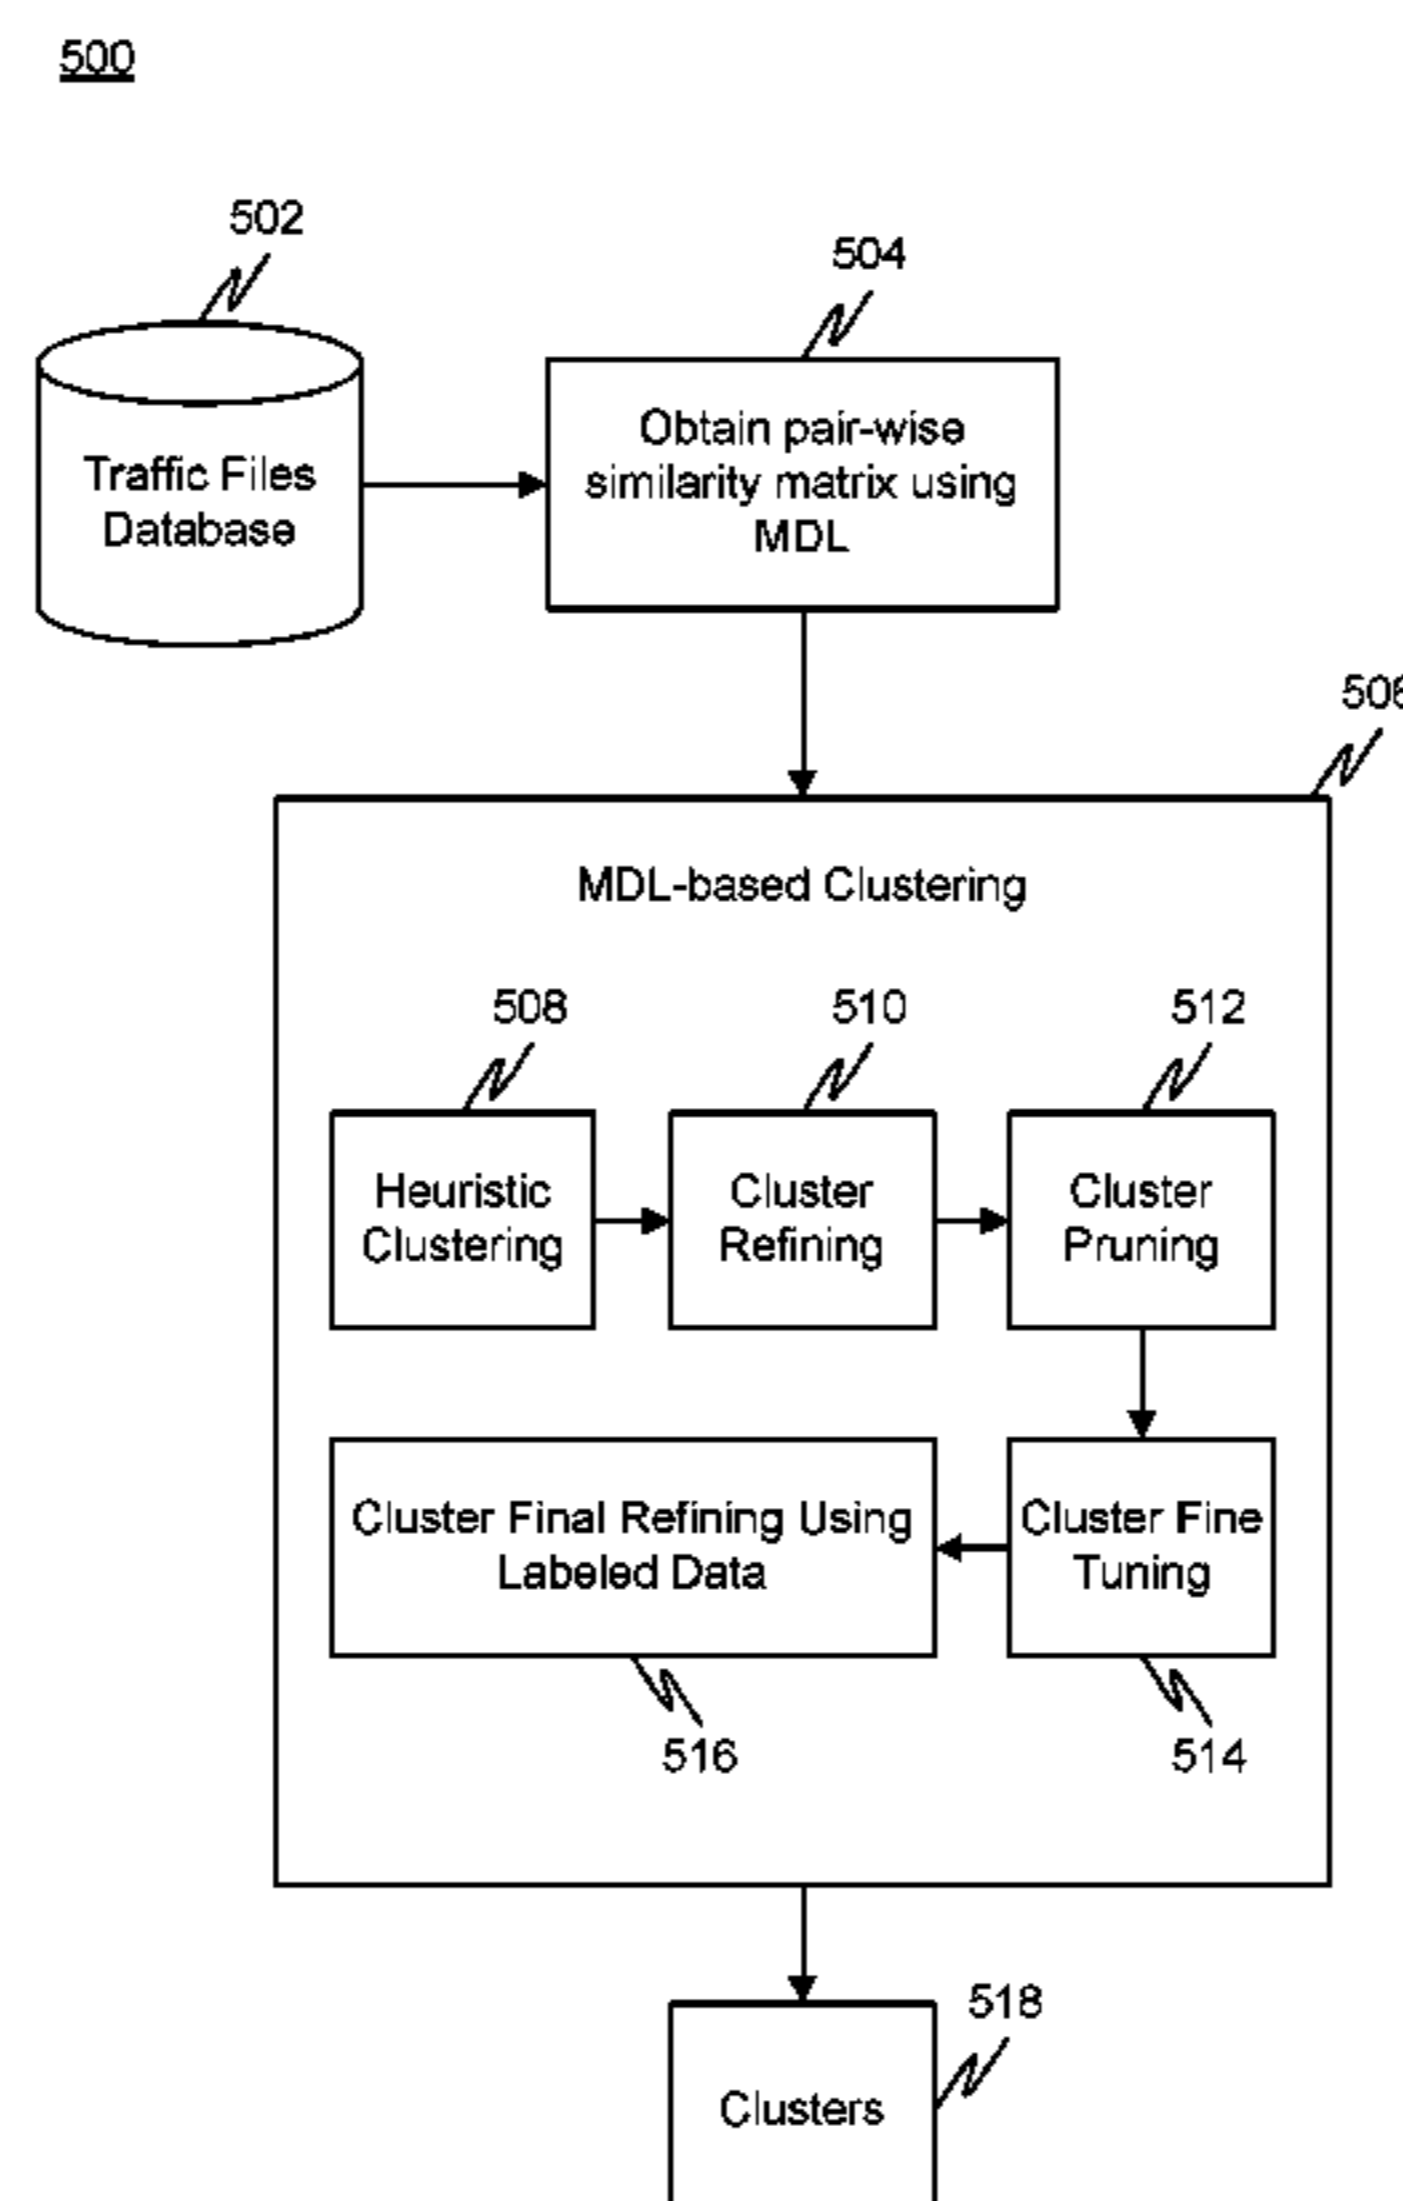 500
502
504
Traffic Files
Database
Obtain pair-wise
similarity matrix using
MDL
506
MDL-based Clustering
508
510
512
Heuristic
Clustering
Cluster
Refining
Cluster
Pruning
Cluster Final Refining Using
Labeled Data
Cluster Fine
Tuning
516
514
518
Clusters